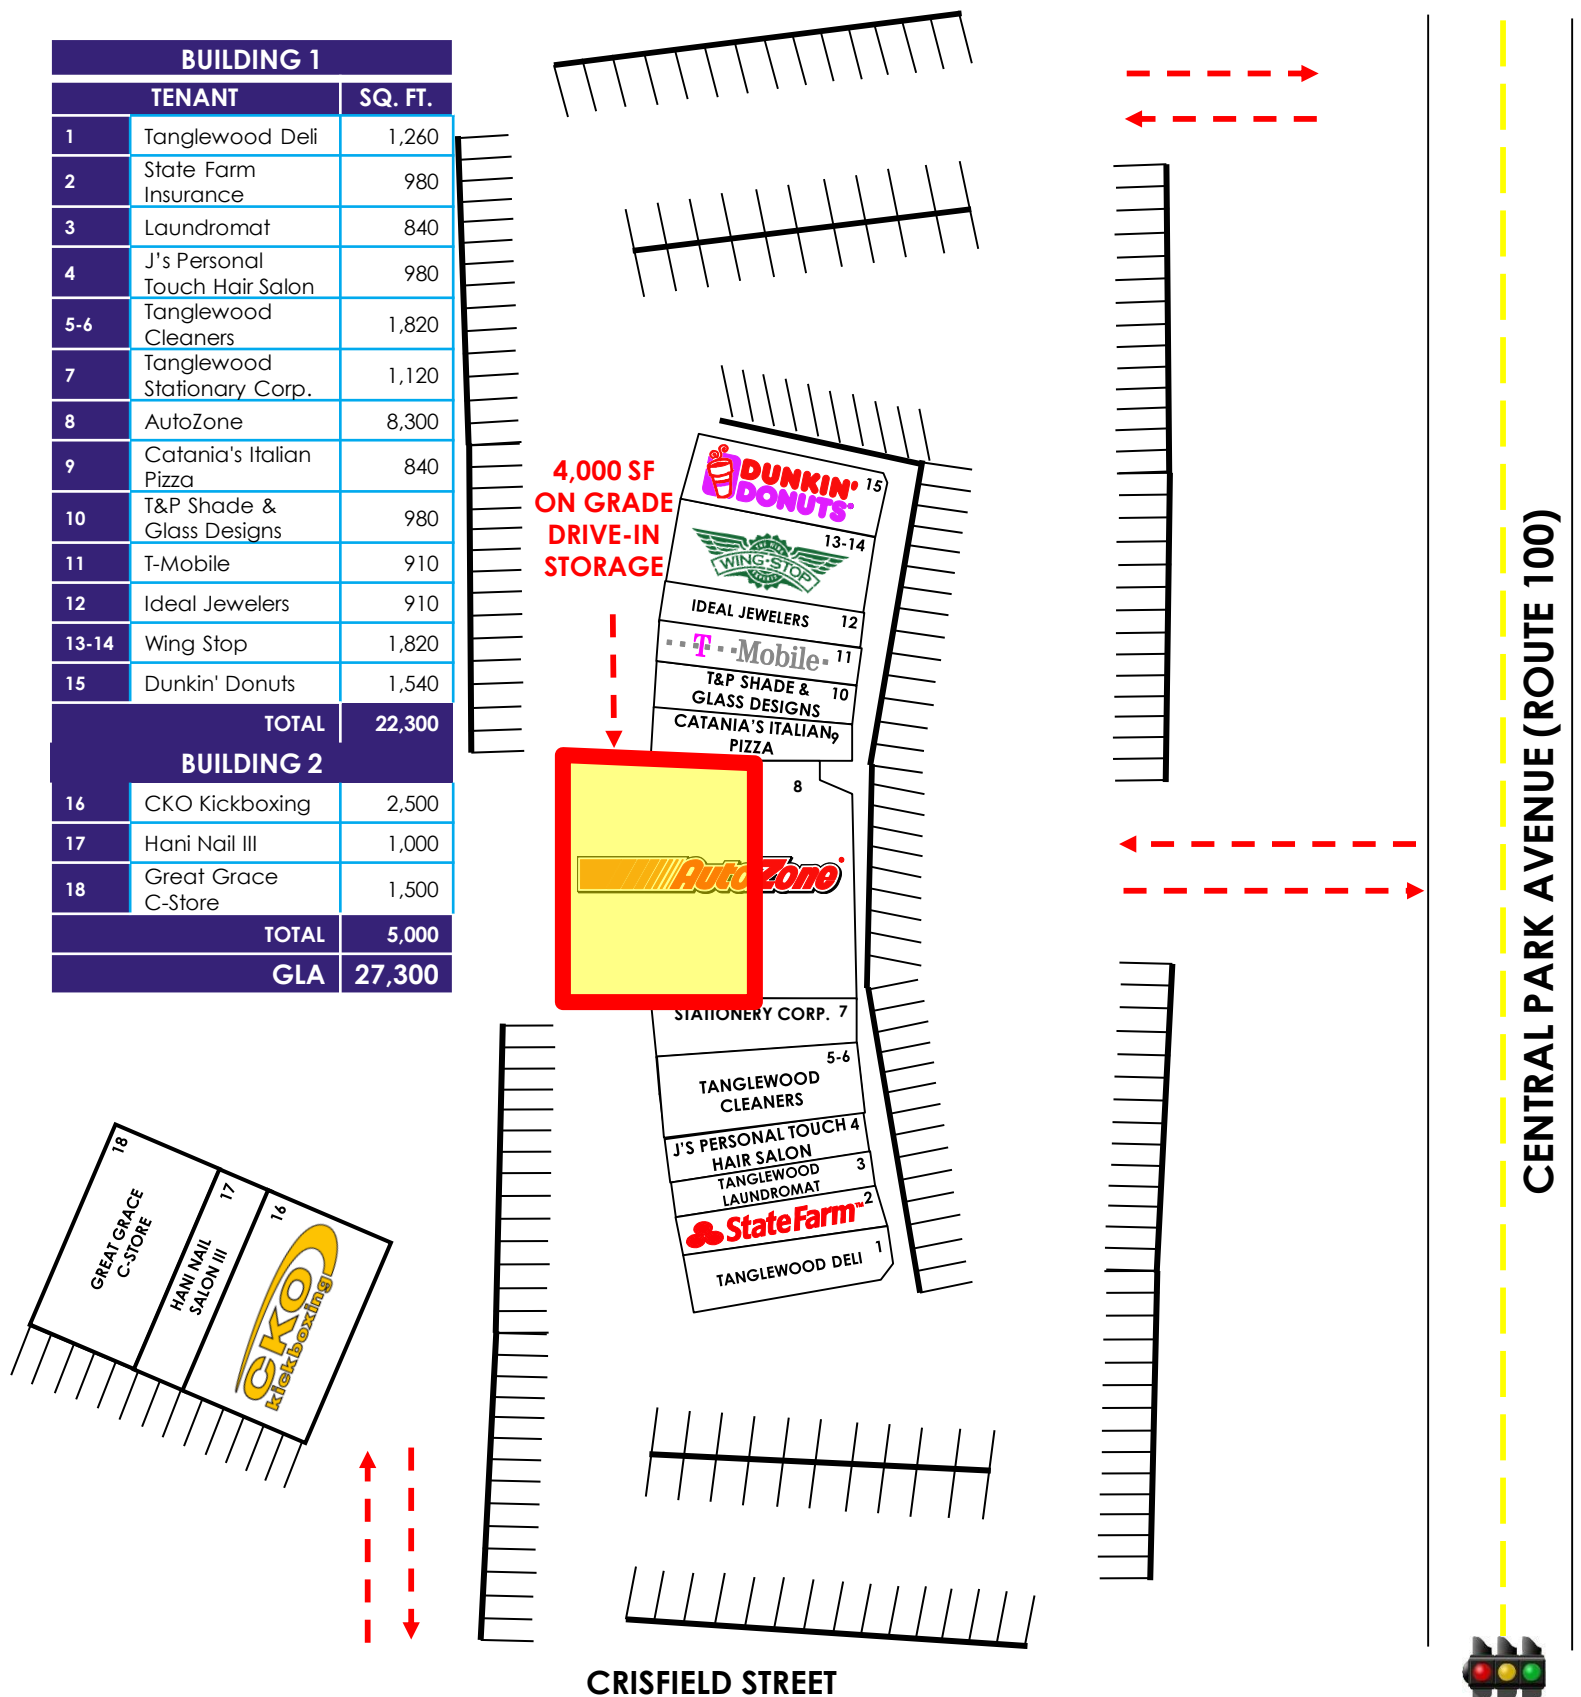 BUILDING 1
TENANT SQ. FT.
1 Tanglewood Deli 1,260
2 State Farm
Insurance 980
3 Laundromat 840
4 J's Personal
Touch Hair Salon 980
5-6 Tanglewood
Cleaners 1,820
7 Tanglewood
Stationary Corp. 1,120
8 AutoZone 8,300
9 Catania's Italian
Pizza 840
10 T&P Shade &
Glass Designs 980
11 T-Mobile 910
12 Ideal Jewelers 910
13-14 Wing Stop 1,820
15 Dunkin' Donuts 1,540
TOTAL 22,300
BUILDING 2
16 CKO Kickboxing 2,500
17 Hani Nail III 1,000
18 Great Grace
C-Store 1,500
TOTAL 5,000
GLA 27,300
4,000 SF
ON GRADE
DRIVE-IN
STORAGE
DUNKIN' 15
DONUTS
13-14
WING·STOP
IDEAL JEWELERS 12
T Mobile 11
T&P SHADE & 10
GLASS DESIGNS
CATANIA'S ITALIAN 9
PIZZA
8
AutoZone
STATIONERY CORP. 7
5-6
TANGLEWOOD
CLEANERS
J'S PERSONAL TOUCH 4
HAIR SALON
TANGLEWOOD 3
LAUNDROMAT
StateFarm™ 2
TANGLEWOOD DELI 1
18
GREAT GRACE
C-STORE
17
HANI NAIL
SALON III
16
CKO
kickboxing
CENTRAL PARK AVENUE (ROUTE 100)
CRISFIELD STREET